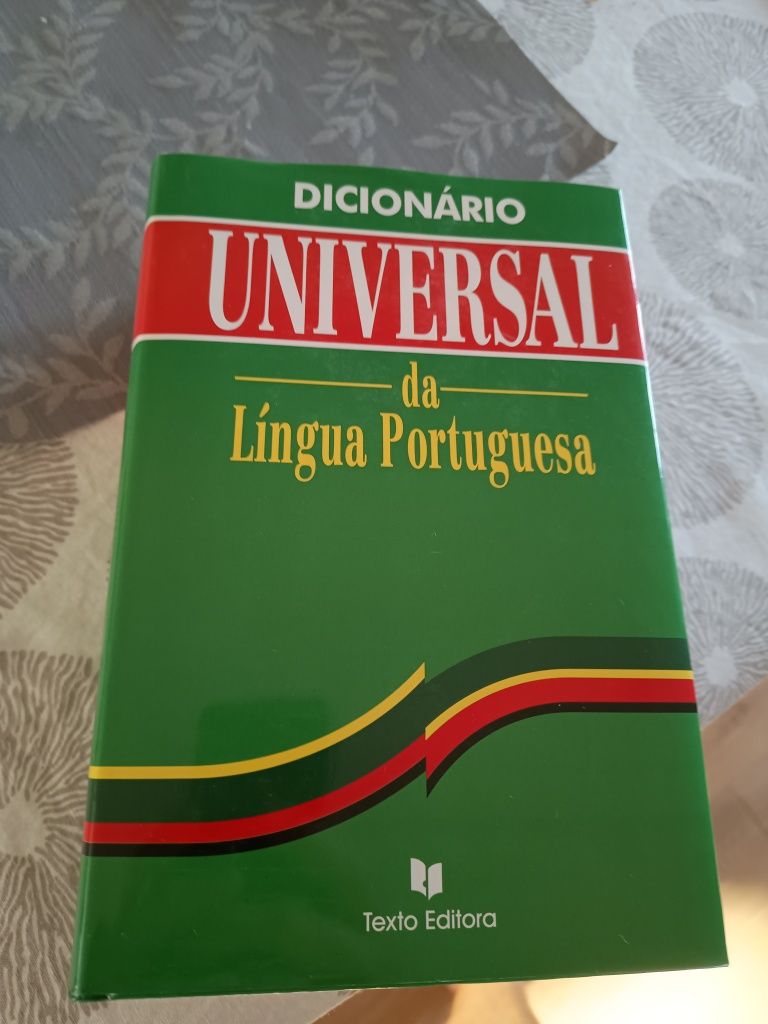 DICIONÁRIO
UNIVERSAL
da
Língua Portuguesa
Texto Editora